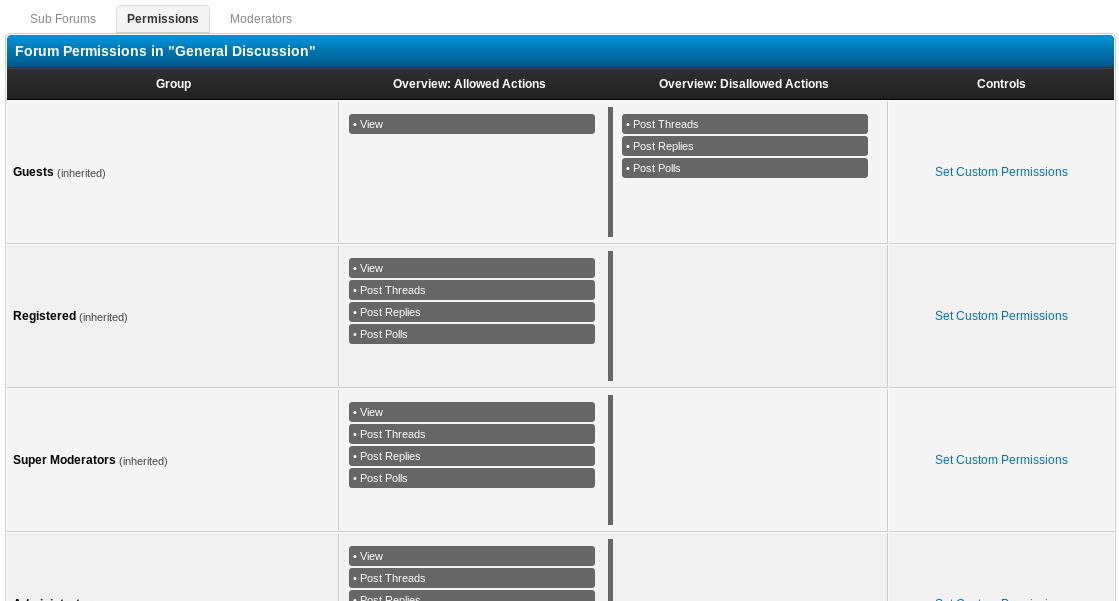 Sub Forums Permissions Moderators
Forum Permissions in "General Discussion"
Group Overview: Allowed Actions Overview: Disallowed Actions Controls
Guests (inherited)
• View
• Post Threads
• Post Replies
• Post Polls
Set Custom Permissions
Registered (inherited)
• View
• Post Threads
• Post Replies
• Post Polls
Set Custom Permissions
Super Moderators (inherited)
• View
• Post Threads
• Post Replies
• Post Polls
Set Custom Permissions
• View
• Post Threads
• Post Replies
Set Custom Permissions